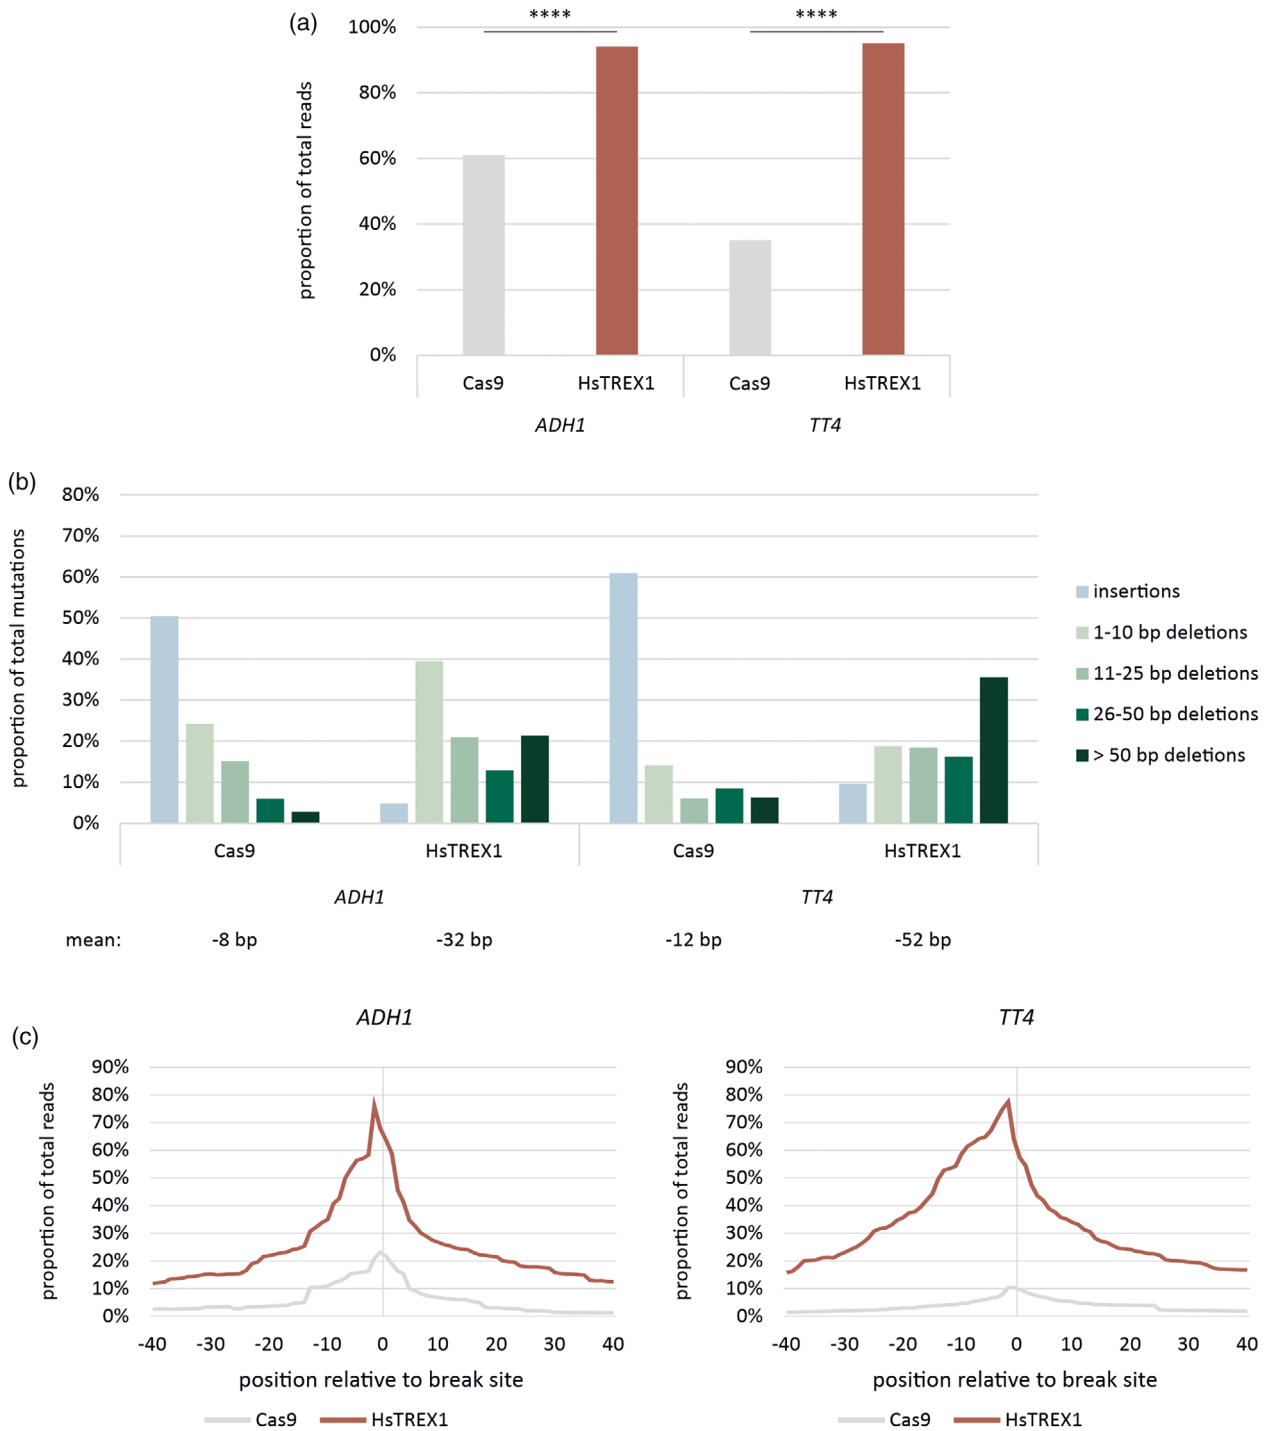 (a)
**** ****
100%
80%
60%
40%
20%
0%
proportion of total reads
Cas9 HsTREX1 Cas9 HsTREX1
ADH1 TT4
(b)
80%
70%
60%
50%
40%
30%
20%
10%
0%
proportion of total mutations
insertions
1-10 bp deletions
11-25 bp deletions
26-50 bp deletions
> 50 bp deletions
Cas9 HsTREX1 Cas9 HsTREX1
ADH1 TT4
mean: -8 bp -32 bp -12 bp -52 bp
(c)
ADH1
90%
80%
70%
60%
50%
40%
30%
20%
10%
0%
proportion of total reads
-40 -30 -20 -10 0 10 20 30 40
position relative to break site
Cas9 HsTREX1
TT4
90%
80%
70%
60%
50%
40%
30%
20%
10%
0%
proportion of total reads
-40 -30 -20 -10 0 10 20 30 40
position relative to break site
Cas9 HsTREX1